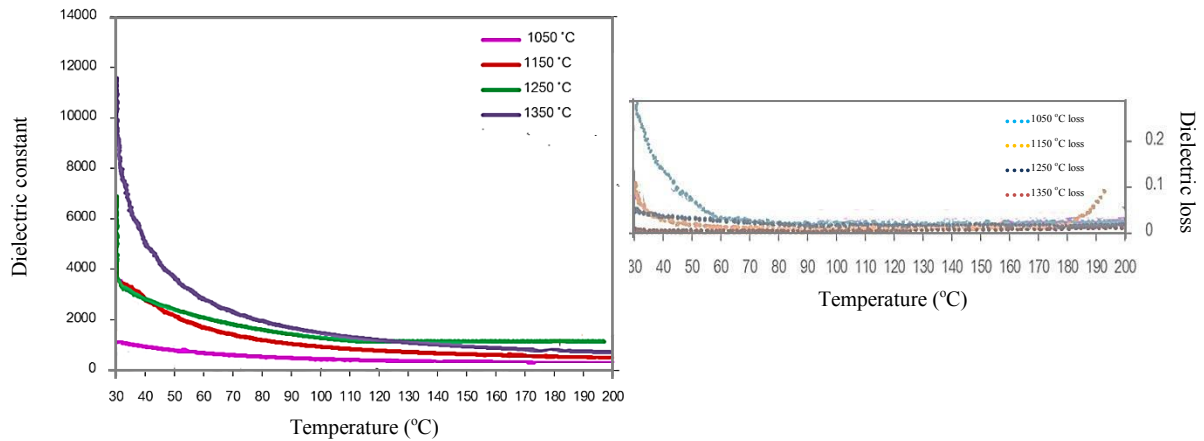 14000
12000
10000
8000
6000
4000
2000
0
Dielectric constant
1050 °C
1150 °C
1250 °C
1350 °C
30 40 50 60 70 80 90 100 110 120 130 140 150 160 170 180 190 200
Temperature (°C)
1050 °C loss
1150 °C loss
1250 °C loss
1350 °C loss
0.2
0.1
0
Dielectric loss
30 40 50 60 70 80 90 100 110 120 130 140 150 160 170 180 190 200
Temperature (°C)